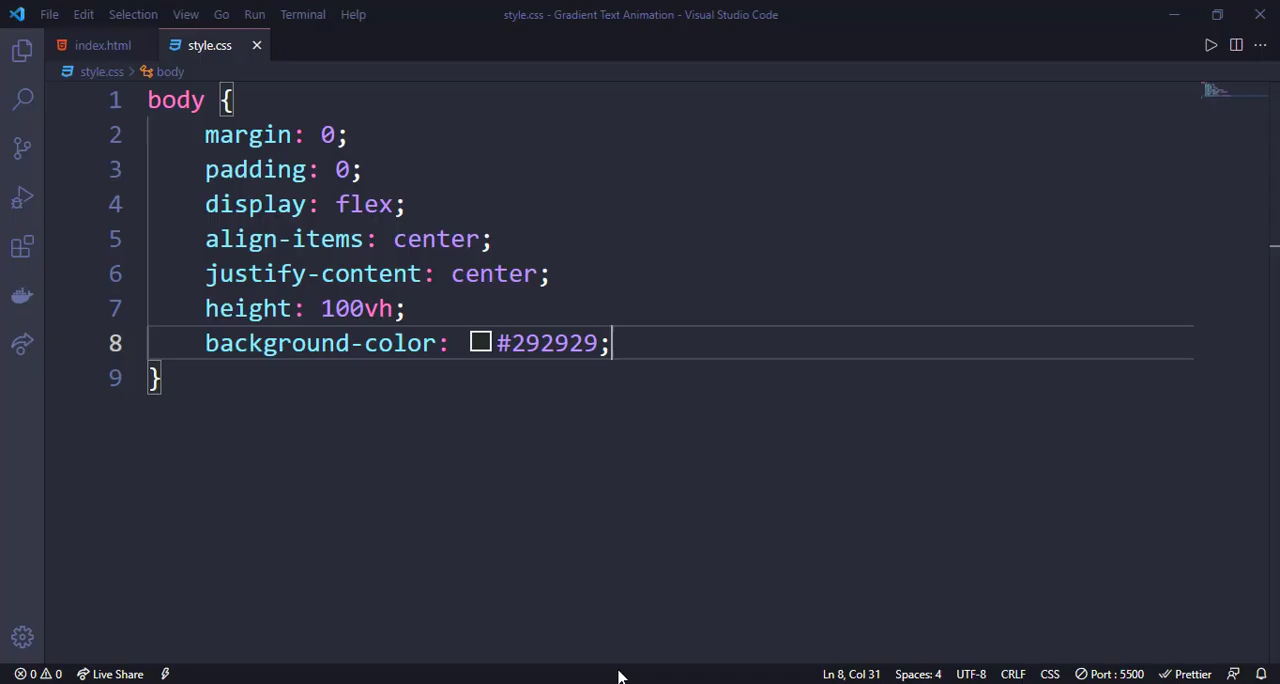 File Edit Selection View Go Run Terminal Help style.css - Gradient Text Animation - Visual Studio Code
index.html style.css
style.css > body
1 body {
2 margin: 0;
3 padding: 0;
4 display: flex;
5 align-items: center;
6 justify-content: center;
7 height: 100vh;
8 background-color: #292929;
9 }
0 0 Live Share Ln 8, Col 31 Spaces: 4 UTF-8 CRLF CSS Port : 5500 Prettier